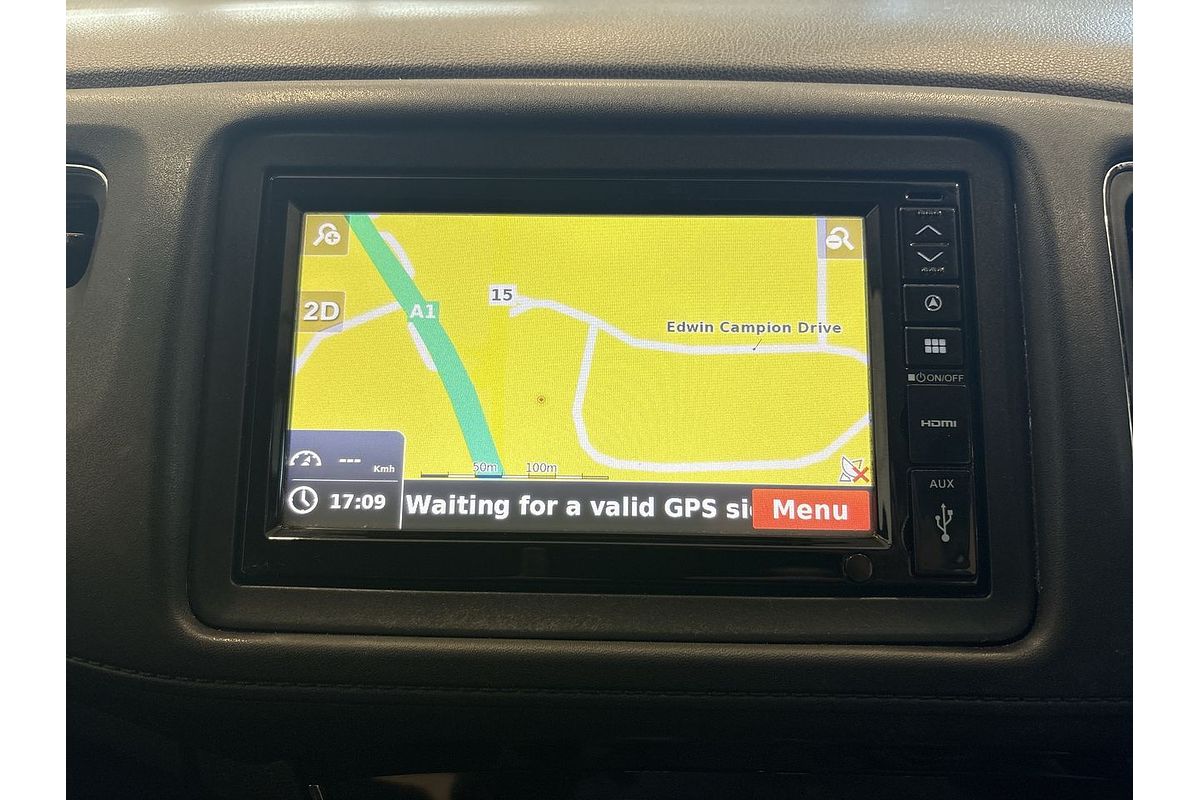 2D
A1
15
Edwin Campion Drive
50m
100m
---
Kmh
17:09
Waiting for a valid GPS si
Menu
ON/OFF
HDMI
AUX